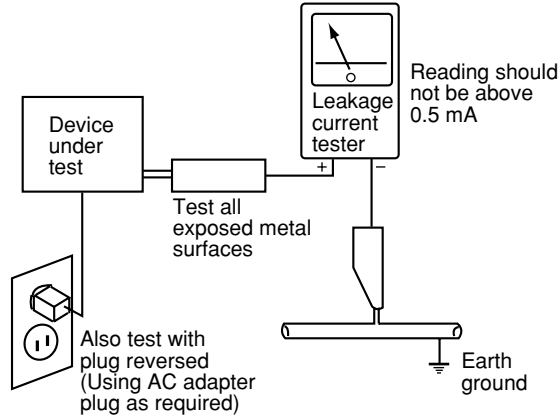 Device
under
test
Leakage
current
tester
+ −
Reading should
not be above
0.5 mA
Test all
exposed metal
surfaces
Also test with
plug reversed
(Using AC adapter
plug as required)
Earth
ground